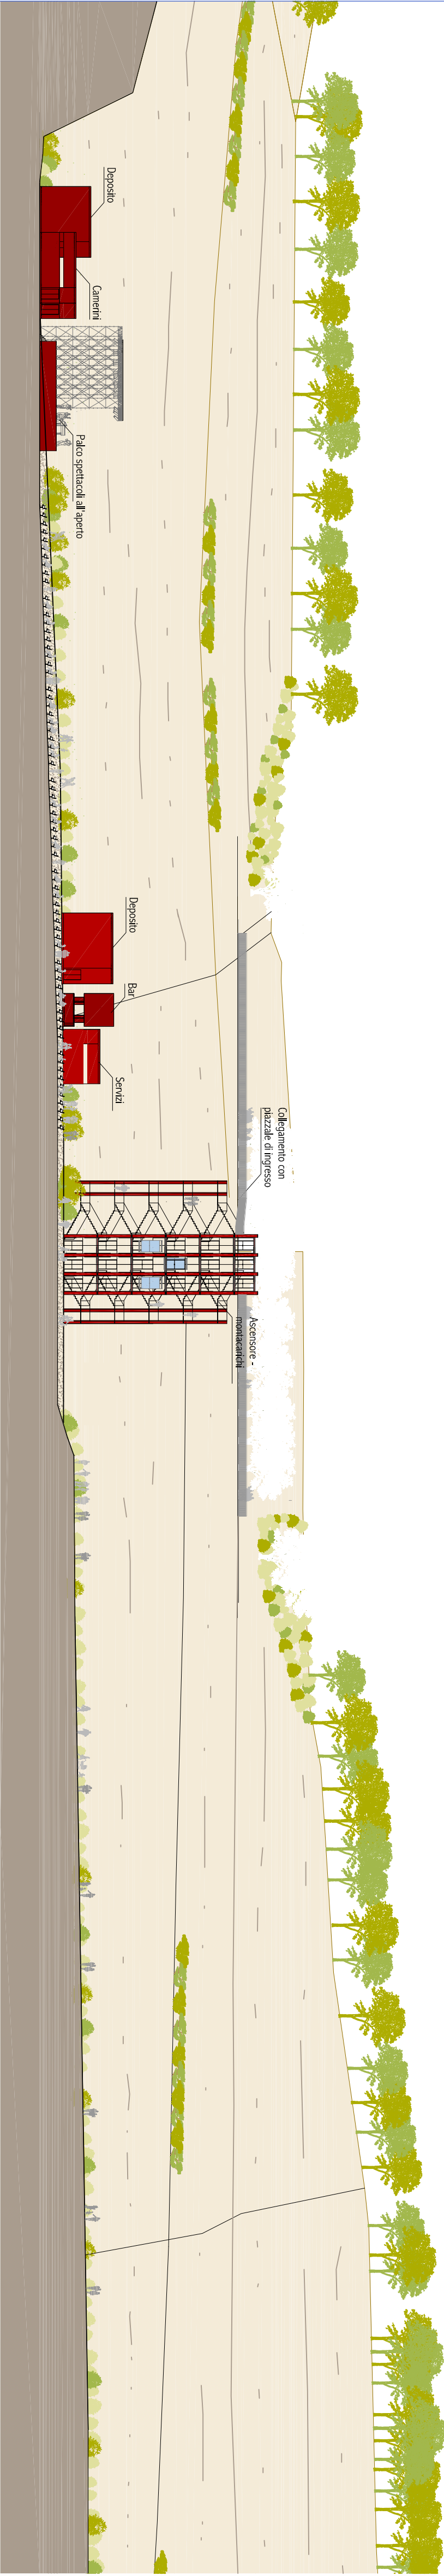 Deposito
Camerini
Palco spettacoli all'aperto
Deposito
Bar
Servizi
Collegamento con
piazzale di ingresso
Ascensore -
montacarichi